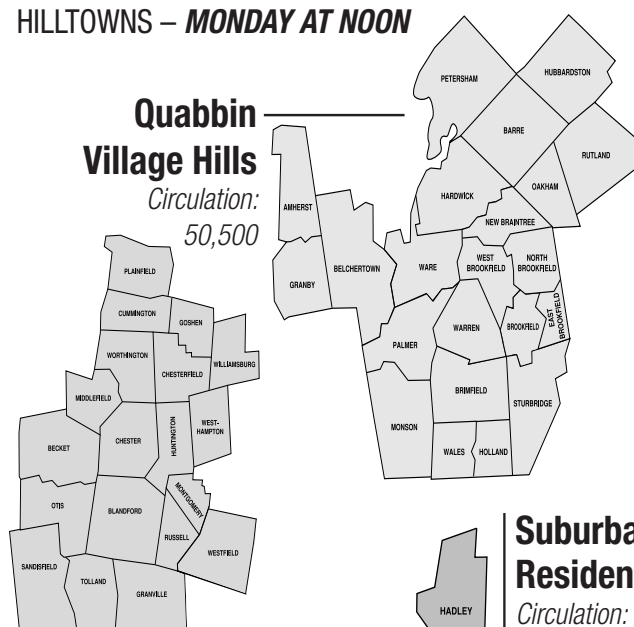 HILLTOWNS – MONDAY AT NOON
Quabbin
Village Hills
Circulation:
50,500
PETERSHAM
HUBBARDSTON
BARRE
RUTLAND
HARDWICK
OAKHAM
NEW BRAINTREE
AMHERST
BELCHERTOWN
GRANBY
WARE
WEST
BROOKFIELD
NORTH
BROOKFIELD
EAST
BROOKFIELD
WARREN
BROOKFIELD
PALMER
BRIMFIELD
STURBRIDGE
MONSON
WALES
HOLLAND
PLAINFIELD
CUMMINGTON
GOSHEN
WORTHINGTON
CHESTERFIELD
WILLIAMSBURG
MIDDLEFIELD
BECKET
CHESTER
HUNTINGTON
WEST-
HAMPTON
OTIS
BLANDFORD
MONTGOMERY
RUSSELL
WESTFIELD
SANDISFIELD
TOLLAND
GRANVILLE
HADLEY
Suburba
Residen
Circulation: